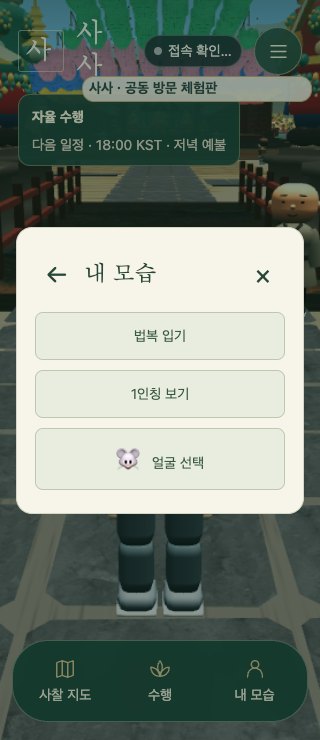 사
사
사
접속 확인...
사사 · 공동 방문 체험판
자율 수행
다음 일정 · 18:00 KST · 저녁 예불
내 모습
법복 입기
1인칭 보기
얼굴 선택
사찰 지도
수행
내 모습